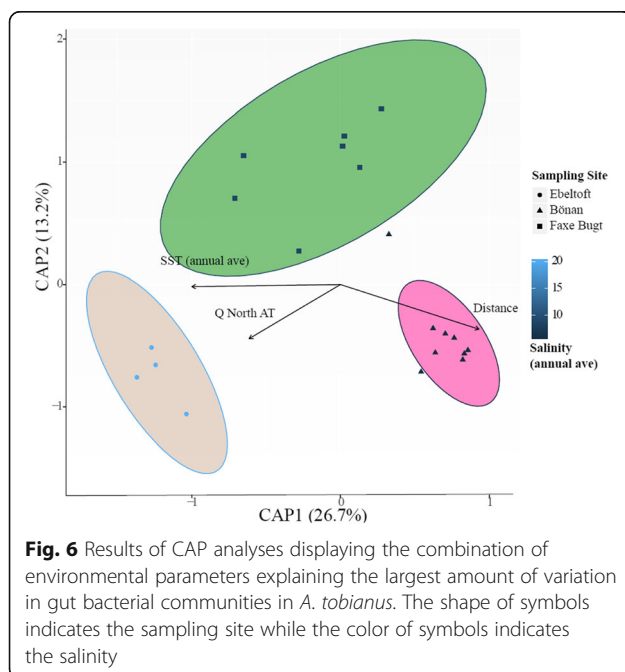 2
1
0
−1
CAP2 (13.2%)
SST (annual ave)
Q North AT
Distance
−1
0
1
CAP1 (26.7%)
Sampling Site
Ebeltoft
Bönan
Faxe Bugt
20
15
10
Salinity
(annual ave)
Fig. 6 Results of CAP analyses displaying the combination of
environmental parameters explaining the largest amount of variation
in gut bacterial communities in A. tobianus. The shape of symbols
indicates the sampling site while the color of symbols indicates
the salinity